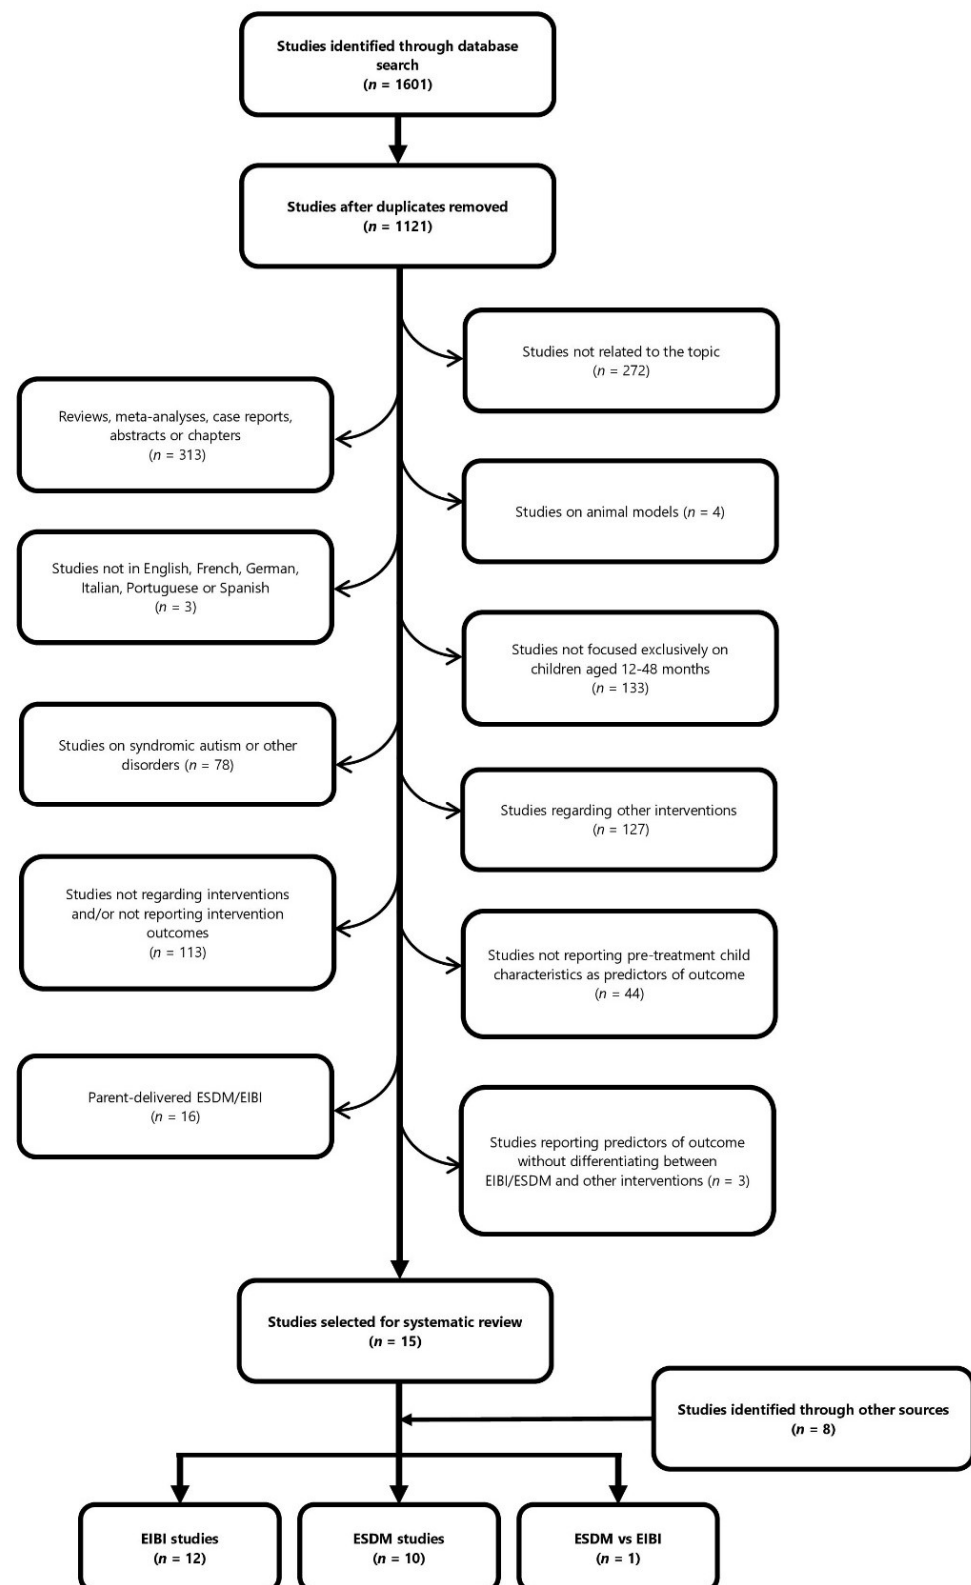 Studies identified through database
search
(n = 1601)
Studies after duplicates removed
(n = 1121)
Studies not related to the topic
(n = 272)
Reviews, meta-analyses, case reports,
abstracts or chapters
(n = 313)
Studies on animal models (n = 4)
Studies not in English, French, German,
Italian, Portuguese or Spanish
(n = 3)
Studies not focused exclusively on
children aged 12-48 months
(n = 133)
Studies on syndromic autism or other
disorders (n = 78)
Studies regarding other interventions
(n = 127)
Studies not regarding interventions
and/or not reporting intervention
outcomes
(n = 113)
Studies not reporting pre-treatment child
characteristics as predictors of outcome
(n = 44)
Parent-delivered ESDM/EIBI
(n = 16)
Studies reporting predictors of outcome
without differentiating between
EIBI/ESDM and other interventions (n = 3)
Studies selected for systematic review
(n = 15)
Studies identified through other sources
(n = 8)
EIBI studies
(n = 12)
ESDM studies
(n = 10)
ESDM vs EIBI
(n = 1)